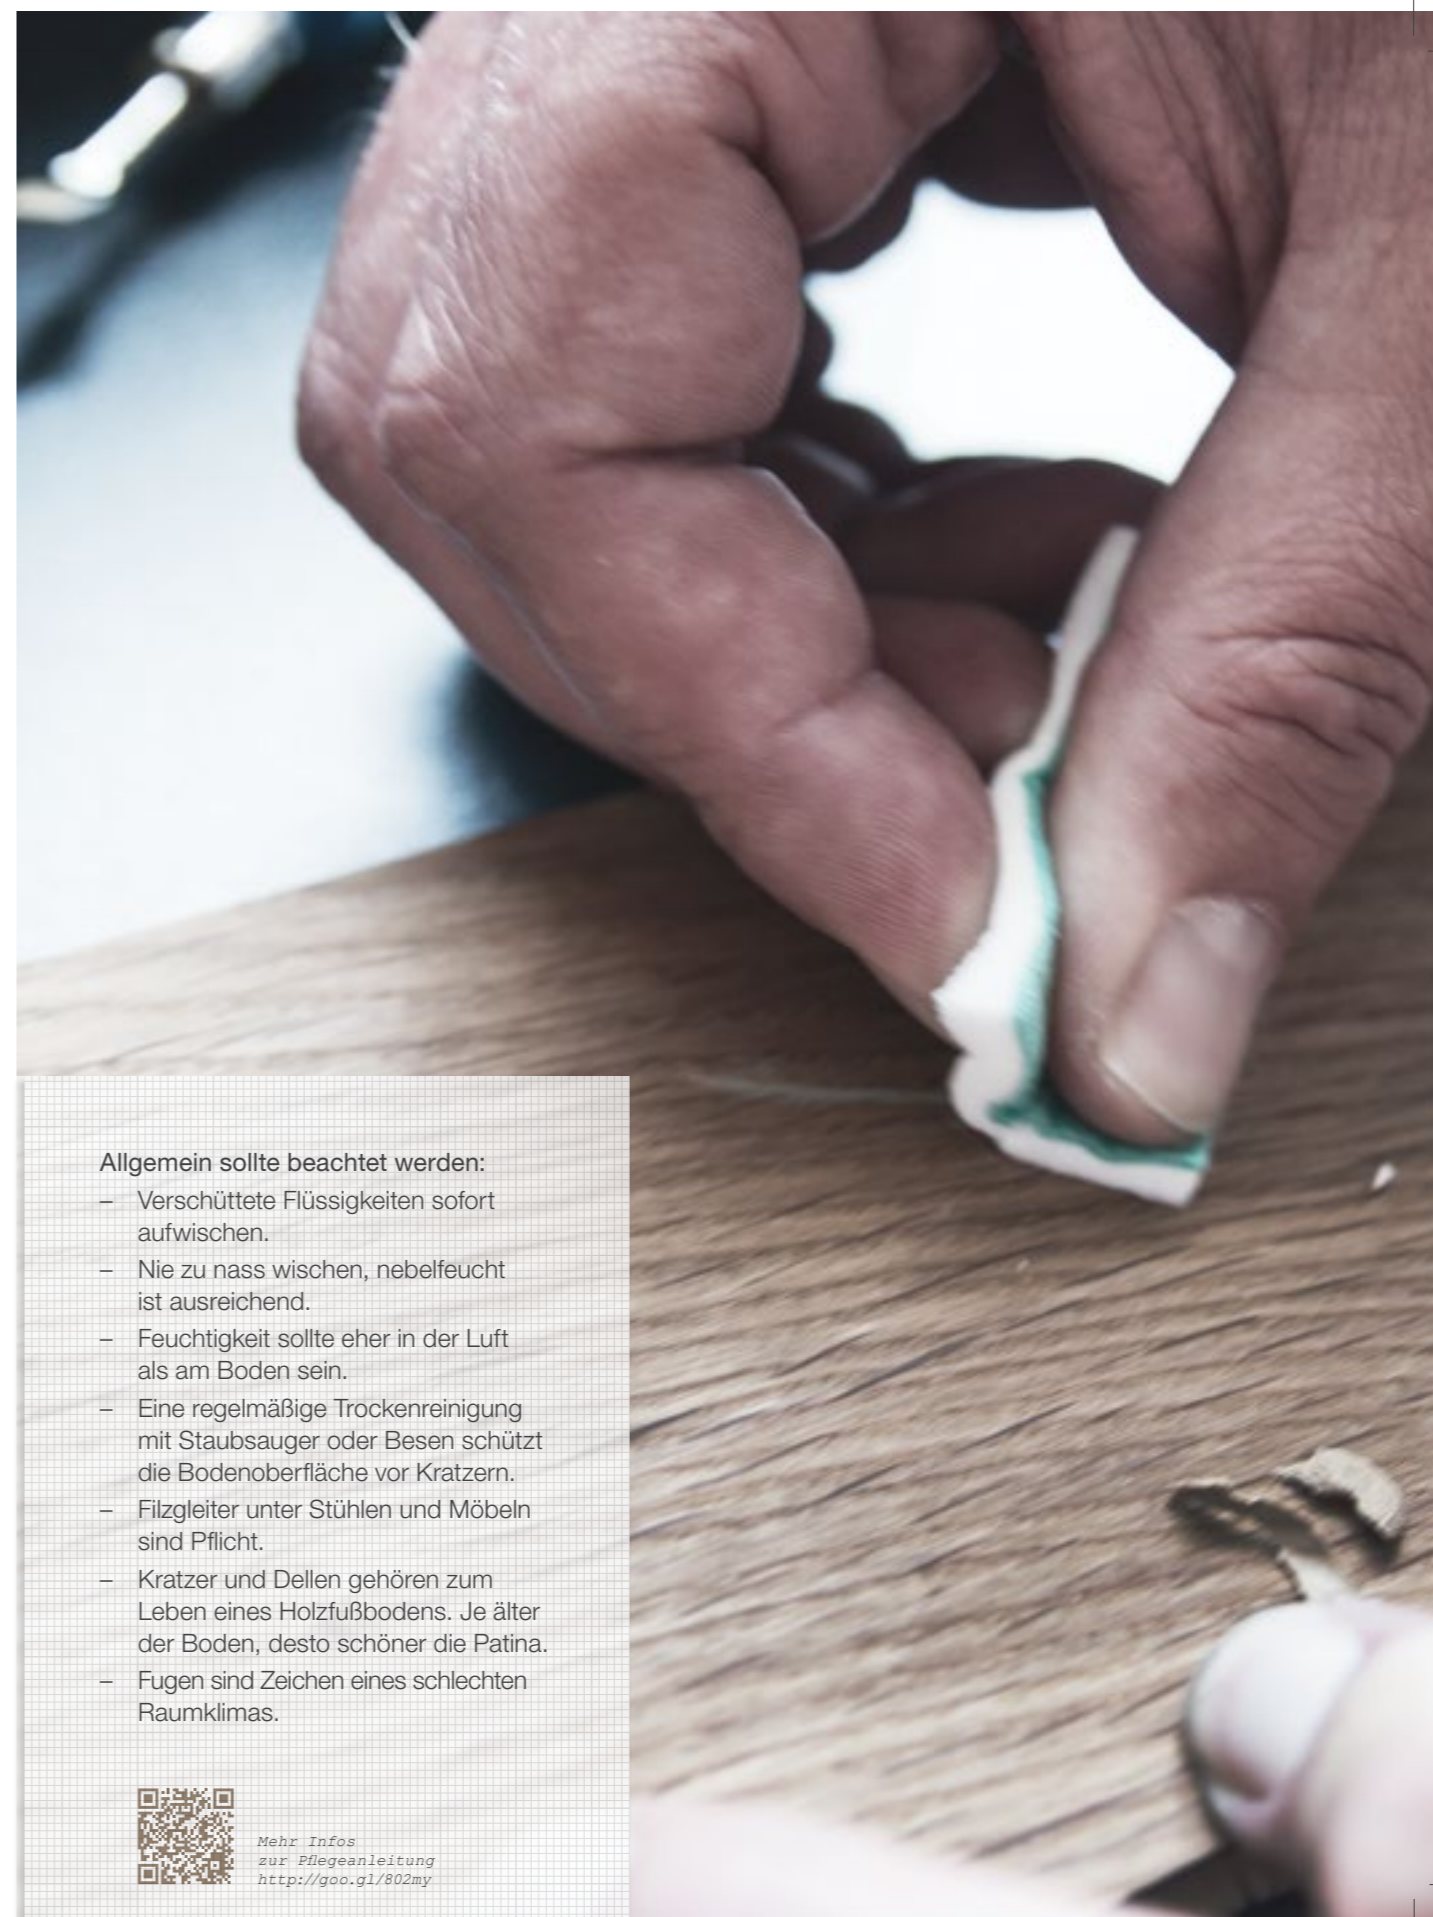 Allgemein sollte beachtet werden:
– Verschüttete Flüssigkeiten sofort
aufwischen.
– Nie zu nass wischen, nebelfeucht
ist ausreichend.
– Feuchtigkeit sollte eher in der Luft
als am Boden sein.
– Eine regelmäßige Trockenreinigung
mit Staubsauger oder Besen schützt
die Bodenoberfläche vor Kratzern.
– Filzgleiter unter Stühlen und Möbeln
sind Pflicht.
– Kratzer und Dellen gehören zum
Leben eines Holzfußbodens. Je älter
der Boden, desto schöner die Patina.
– Fugen sind Zeichen eines schlechten
Raumklimas.
Mehr Infos
zur Pflegeanleitung
http://goo.gl/802my